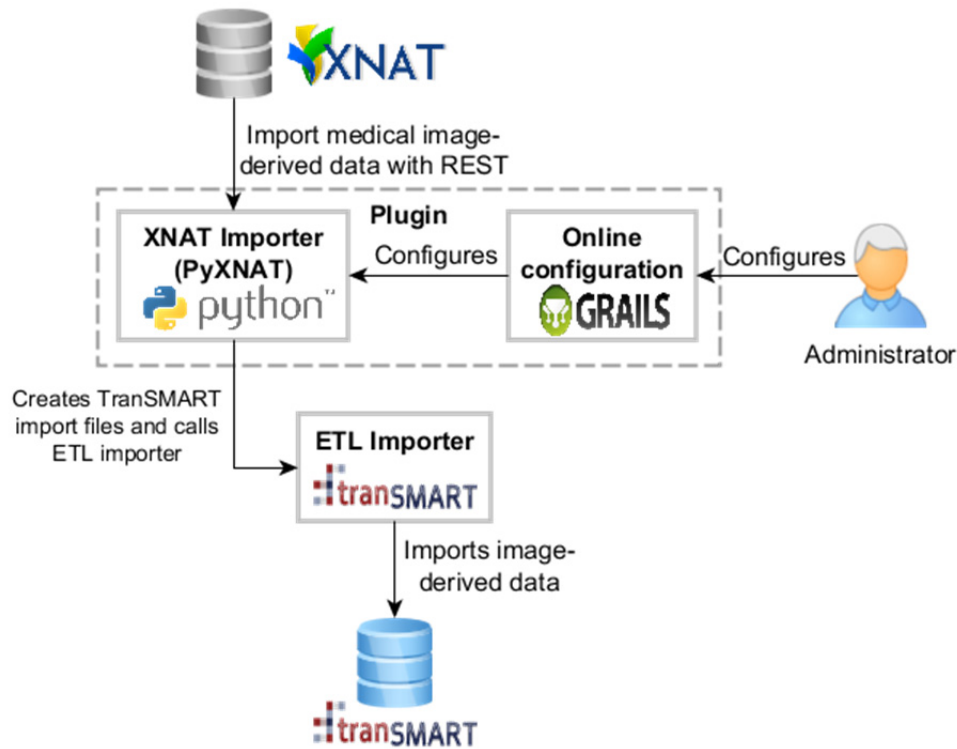 XNAT
Import medical image-
derived data with REST
Plugin
XNAT Importer
(PyXNAT)
python™
Configures
Online
configuration
GRAILS
Configures
Administrator
Creates TranSMART
import files and calls
ETL importer
ETL Importer
tranSMART
Imports image-
derived data
tranSMART